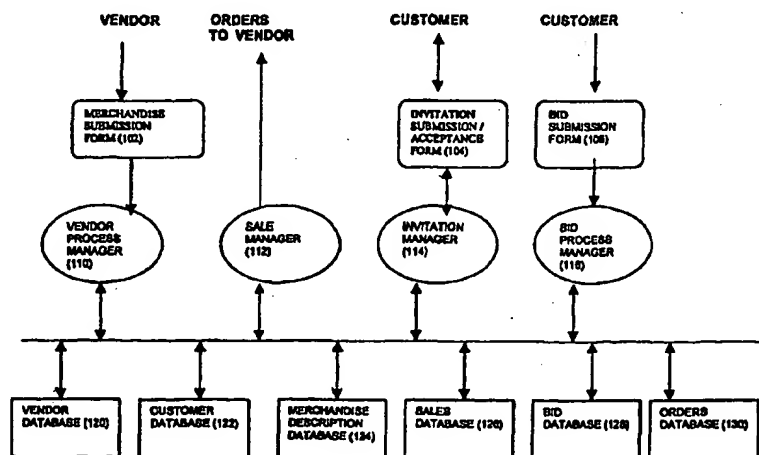 VENDOR
ORDERS
TO VENDOR
CUSTOMER
CUSTOMER
MERCHANDISE
SUBMISSION
FORM (102)
INVITATION
SUBMISSION /
ACCEPTANCE
FORM (104)
BID
SUBMISSION
FORM (106)
VENDOR
PROCESS
MANAGER
(110)
SALE
MANAGER
(112)
INVITATION
MANAGER
(114)
BID
PROCESS
MANAGER
(116)
VENDOR
DATABASE (120)
CUSTOMER
DATABASE (122)
MERCHANDISE
DESCRIPTION
DATABASE (124)
SALES
DATABASE (126)
BID
DATABASE (128)
ORDERS
DATABASE (130)